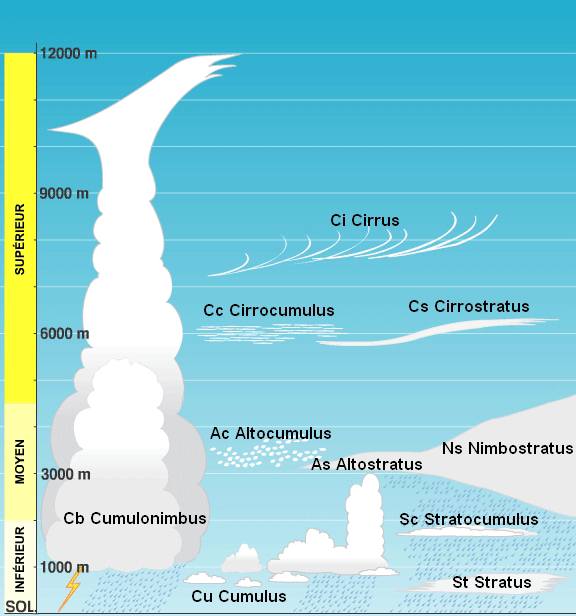 12000 m
9000 m
Ci Cirrus
SUPÉRIEUR
Cc Cirrocumulus
Cs Cirrostratus
6000 m
Ac Altocumulus
Ns Nimbostratus
As Altostratus
MOYEN
3000 m
Cb Cumulonimbus
Sc Stratocumulus
INFÉRIEUR
1000 m
St Stratus
Cu Cumulus
SOL